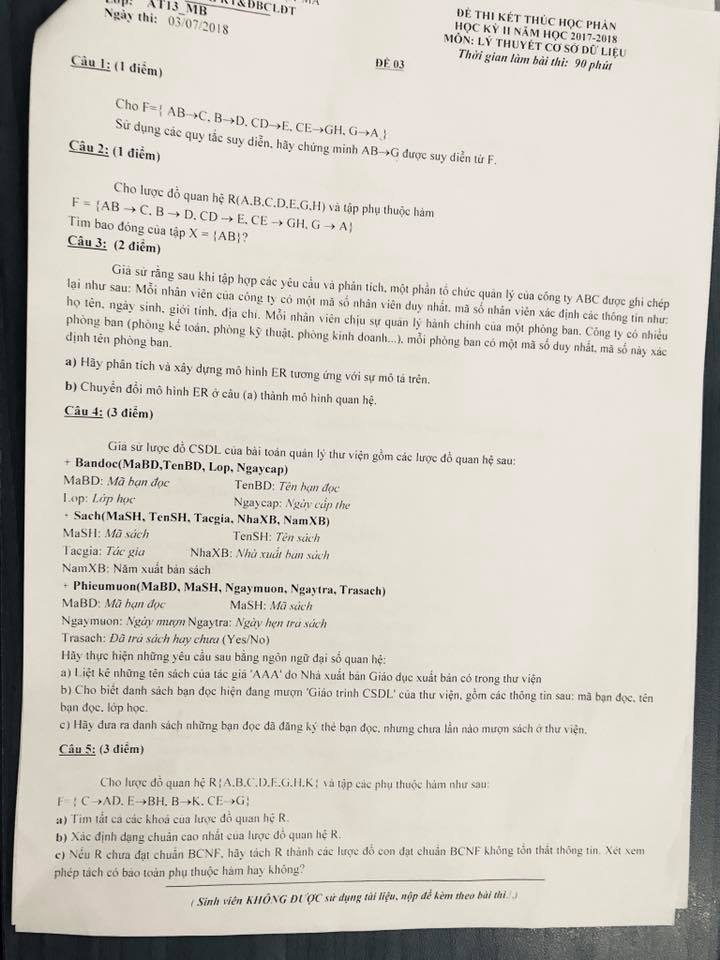 AT13_MB
Ngày thi: 03/07/2018
ĐỀ THI KẾT THÚC HỌC PHẦN
HỌC KỲ II NĂM HỌC 2017-2018
MÔN: LÝ THUYẾT CƠ SỞ DỮ LIỆU
Thời gian làm bài thi: 90 phút
ĐỀ 03
Câu 1: (1 điểm)
Cho F={ AB→C, B→D, CD→E, CE→GH, G→A }
Sử dụng các quy tắc suy diễn, hãy chứng minh AB→G được suy diễn từ F.
Câu 2: (1 điểm)
Cho lược đồ quan hệ R(A,B,C,D,E,G,H) và tập phụ thuộc hàm
F = {AB → C, B → D, CD → E, CE → GH, G → A}
Tìm bao đóng của tập X = {AB}?
Câu 3: (2 điểm)
Giả sử rằng sau khi tập hợp các yêu cầu và phân tích, một phần tổ chức quản lý của công ty ABC được ghi chép
lại như sau: Mỗi nhân viên của công ty có một mã số nhân viên duy nhất, mã số nhân viên xác định các thông tin như:
họ tên, ngày sinh, giới tính, địa chỉ. Mỗi nhân viên chịu sự quản lý hành chính của một phòng ban. Công ty có nhiều
phòng ban (phòng kế toán, phòng kỹ thuật, phòng kinh doanh...), mỗi phòng ban có một mã số duy nhất, mã số này xác
định tên phòng ban.
a) Hãy phân tích và xây dựng mô hình ER tương ứng với sự mô tả trên.
b) Chuyển đổi mô hình ER ở câu (a) thành mô hình quan hệ.
Câu 4: (3 điểm)
Giả sử lược đồ CSDL của bài toán quản lý thư viện gồm các lược đồ quan hệ sau:
+ Bandoc(MaBD,TenBD, Lop, Ngaycap)
MaBD: Mã bạn đọc TenBD: Tên bạn đọc
Lop: Lớp học Ngaycap: Ngày cấp thẻ
+ Sach(MaSH, TenSH, Tacgia, NhaXB, NamXB)
MaSH: Mã sách TenSH: Tên sách
Tacgia: Tác giả NhaXB: Nhà xuất bản sách
NamXB: Năm xuất bản sách
+ Phieumuon(MaBD, MaSH, Ngaymuon, Ngaytra, Trasach)
MaBD: Mã bạn đọc MaSH: Mã sách
Ngaymuon: Ngày mượn Ngaytra: Ngày hẹn trả sách
Trasach: Đã trả sách hay chưa (Yes/No)
Hãy thực hiện những yêu cầu sau bằng ngôn ngữ đại số quan hệ:
a) Liệt kê những tên sách của tác giả 'AAA' do Nhà xuất bản Giáo dục xuất bản có trong thư viện
b) Cho biết danh sách bạn đọc hiện đang mượn 'Giáo trình CSDL' của thư viện, gồm các thông tin sau: mã bạn đọc, tên
bạn đọc, lớp học.
c) Hãy đưa ra danh sách những bạn đọc đã đăng ký thẻ bạn đọc, nhưng chưa lần nào mượn sách ở thư viện.
Câu 5: (3 điểm)
Cho lược đồ quan hệ R{A,B,C,D,E,G,H,K} và tập các phụ thuộc hàm như sau:
F={ C→AD, E→BH, B→K, CE→G}
a) Tìm tất cả các khoá của lược đồ quan hệ R.
b) Xác định dạng chuẩn cao nhất của lược đồ quan hệ R.
c) Nếu R chưa đạt chuẩn BCNF, hãy tách R thành các lược đồ con đạt chuẩn BCNF không tổn thất thông tin. Xét xem
phép tách có bảo toàn phụ thuộc hàm hay không?
( Sinh viên KHÔNG ĐƯỢC sử dụng tài liệu, nộp đề kèm theo bài thi./.)